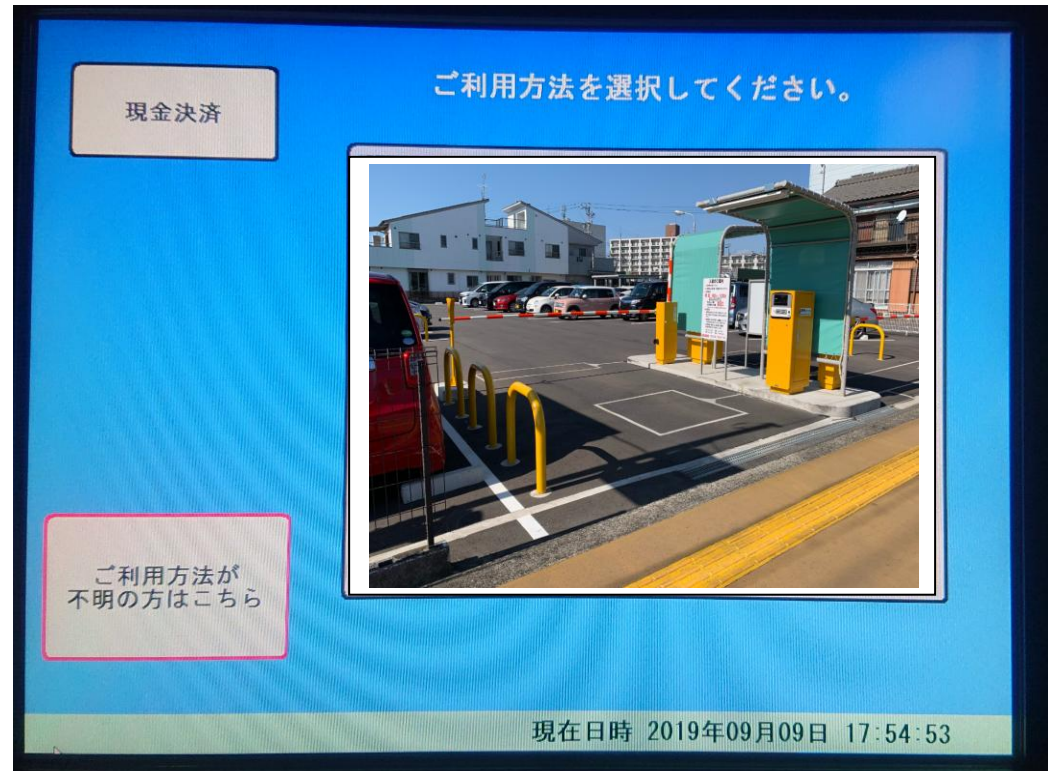 ご利用方法を選択してください。
現金決済
ご利用方法が
不明の方はこちら
現在日時 2019年09月09日 17:54:53